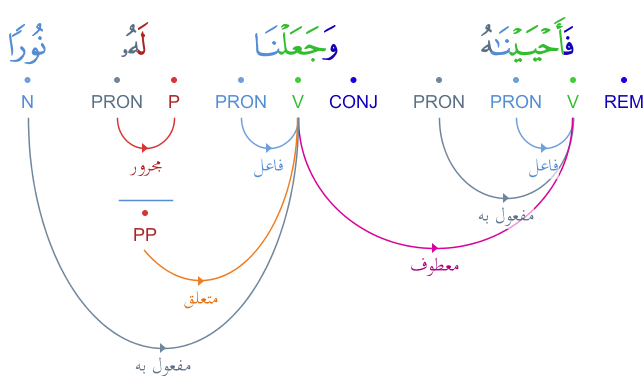 فَأَحْيَيْنَٰهُ وَجَعَلْنَا لَهُۥ نُورًا
REM V PRON PRON CONJ V PRON P PRON N
فاعل فاعل مجرور
مفعول به
PP
معطوف
متعلق
مفعول به